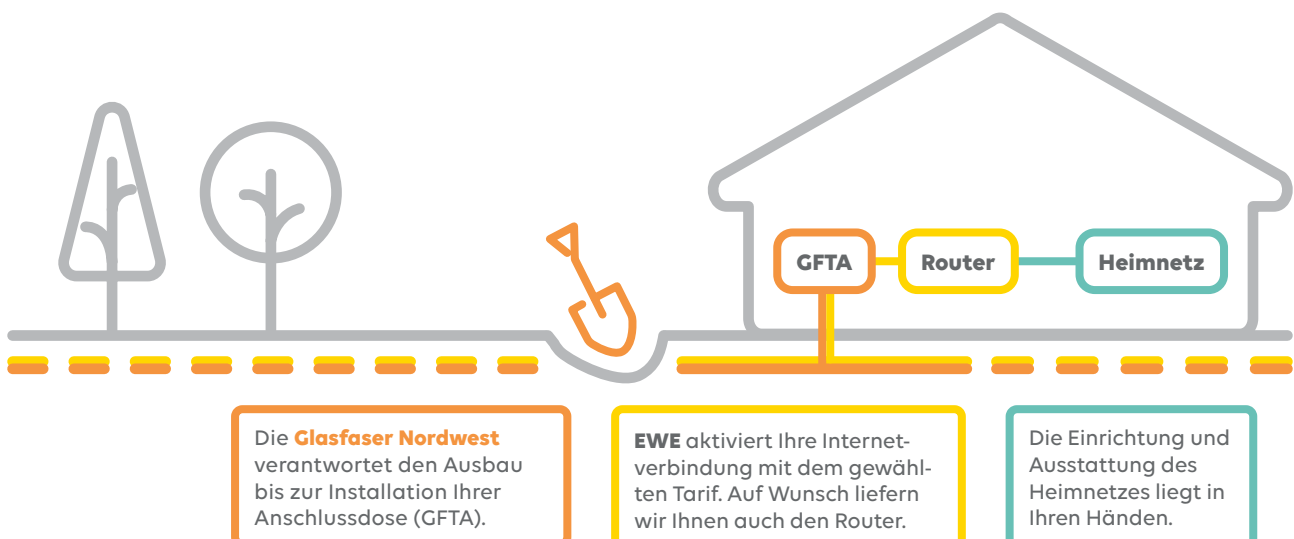 GFTA
Router
Heimnetz
Die Glasfaser Nordwest
verantwortet den Ausbau
bis zur Installation Ihrer
Anschlussdose (GFTA).
EWE aktiviert Ihre Internet-
verbindung mit dem gewähl-
ten Tarif. Auf Wunsch liefern
wir Ihnen auch den Router.
Die Einrichtung und
Ausstattung des
Heimnetzes liegt in
Ihren Händen.